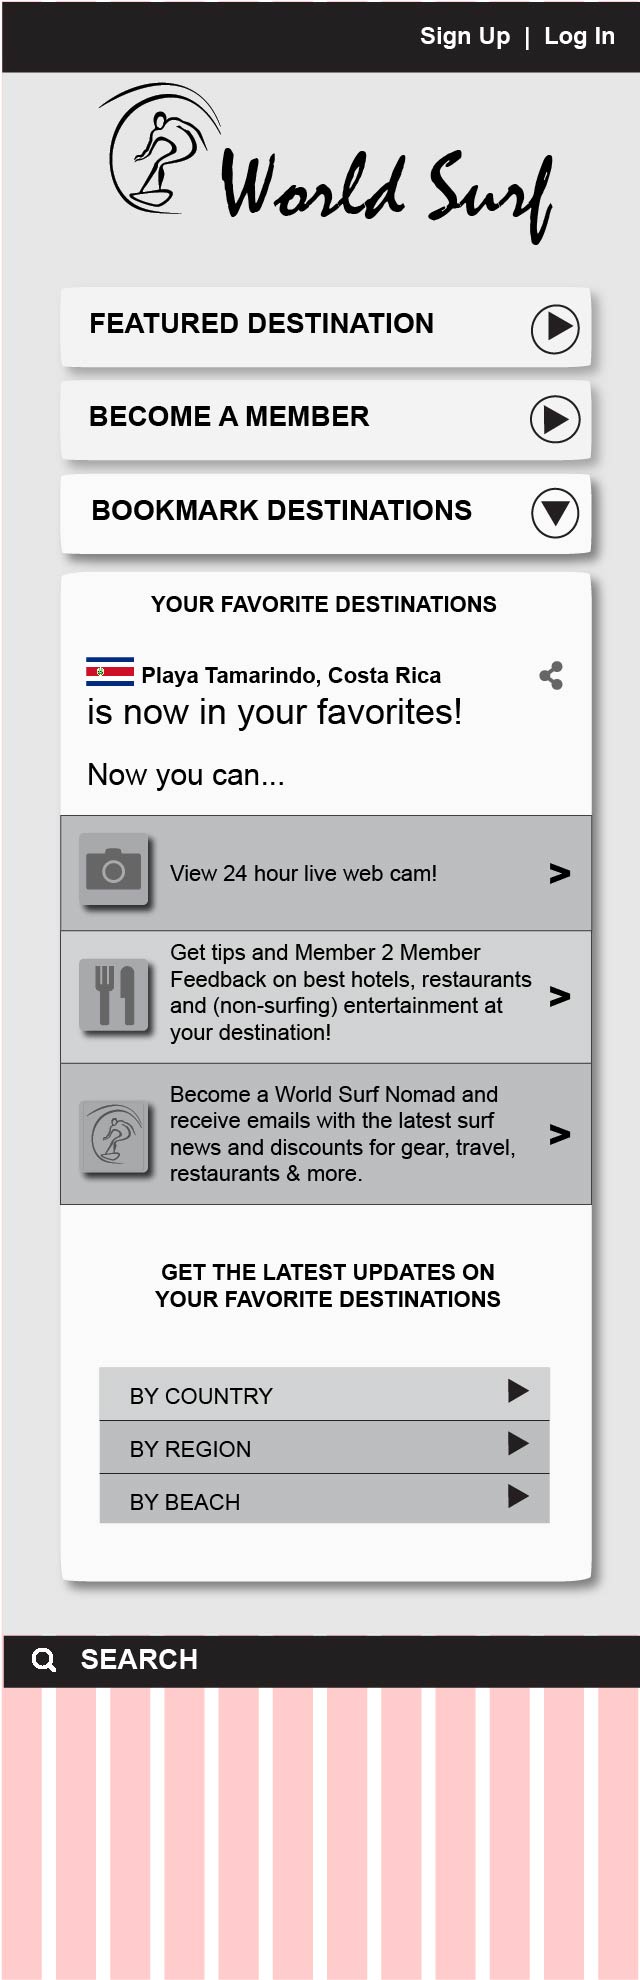 Sign Up | Log In
World Surf
FEATURED DESTINATION
BECOME A MEMBER
BOOKMARK DESTINATIONS
YOUR FAVORITE DESTINATIONS
Playa Tamarindo, Costa Rica
is now in your favorites!
Now you can...
View 24 hour live web cam!
>
Get tips and Member 2 Member
Feedback on best hotels, restaurants
and (non-surfing) entertainment at
your destination!
>
Become a World Surf Nomad and
receive emails with the latest surf
news and discounts for gear, travel,
restaurants & more.
>
GET THE LATEST UPDATES ON
YOUR FAVORITE DESTINATIONS
BY COUNTRY
BY REGION
BY BEACH
SEARCH